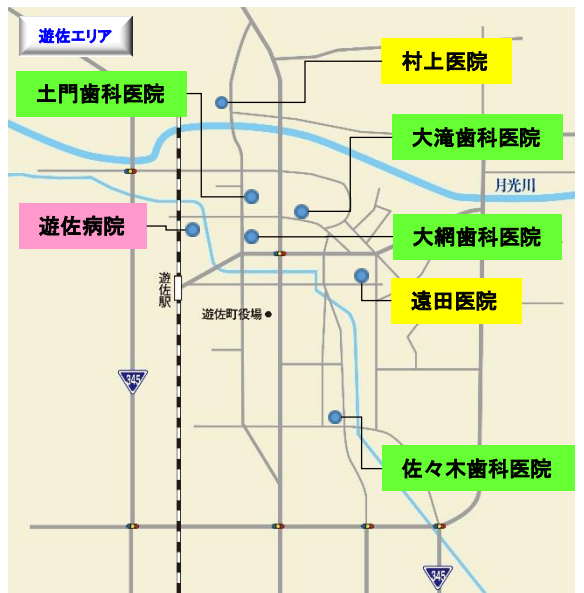 遊佐エリア
村上医院
土門歯科医院
大滝歯科医院
月光川
遊佐病院
大網歯科医院
遊佐駅
遠田医院
遊佐町役場
345
佐々木歯科医院
345